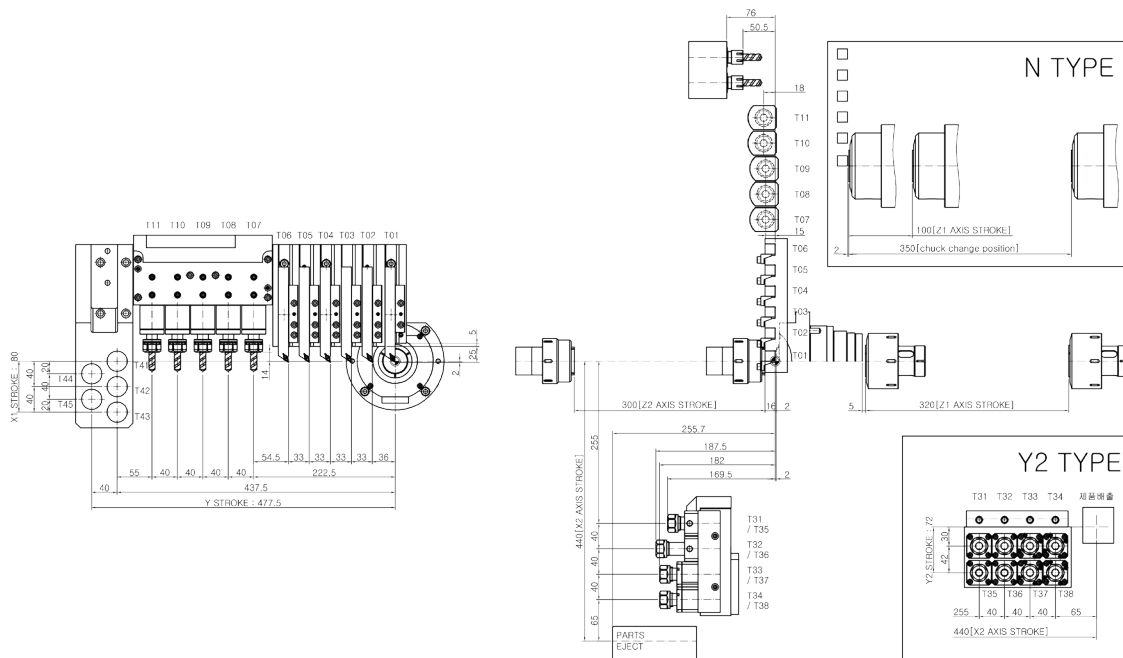 76
50.5
18
T11
T10
T09
T08
T07
15
T06
T05
T04
T03
T02
T01
N TYPE
100[Z1 AXIS STROKE]
2
350[chuck change position]
T11 T10 T09 T08 T07 T06 T05 T04 T03 T02 T01
5
25
14
2
X1 STROKE : 80
40
40
20
40
20
T41
T44
T42
T45
T43
54.5 33 33 33 33 36
55 40 40 40 40 222.5
40 437.5
Y STROKE : 477.5
300[Z2 AXIS STROKE] 16 2
5 320[Z1 AXIS STROKE]
255.7
187.5
182
169.5 2
440[X2 AXIS STROKE]
255
40
40
40
65
T31
/ T35
T32
/ T36
T33
/ T37
T34
/ T38
PARTS
EJECT
Y2 TYPE
T31 T32 T33 T34 제품배출
Y2 STROKE : 72
30
42
T35 T36 T37 T38
255 40 40 40 65
440[X2 AXIS STROKE]